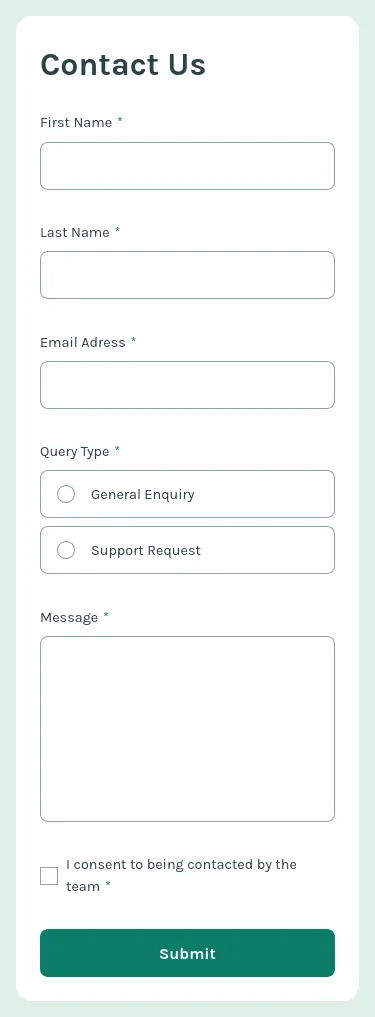 Contact Us
First Name *
Last Name *
Email Adress *
Query Type *
General Enquiry
Support Request
Message *
I consent to being contacted by the
team *
Submit